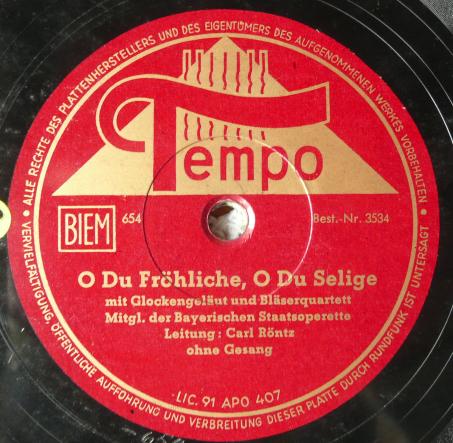 ALLE RECHTE DES PLATTENHERSTELLERS UND DES EIGENTÜMERS DES AUFGENOMMENEN WERKES VORBEHALTEN •
Tempo
BIEM 654 Best.-Nr. 3534
O Du Fröhliche, O Du Selige
mit Glockengeläut und Bläserquartett
Mitgl. der Bayerischen Staatsoperette
Leitung: Carl Röntz
ohne Gesang
LIC. 91 APO 407
• VERVIELFÄLTIGUNG, ÖFFENTLICHE AUFFÜHRUNG UND VERBREITUNG DIESER PLATTE DURCH RUNDFUNK IST UNTERSAGT